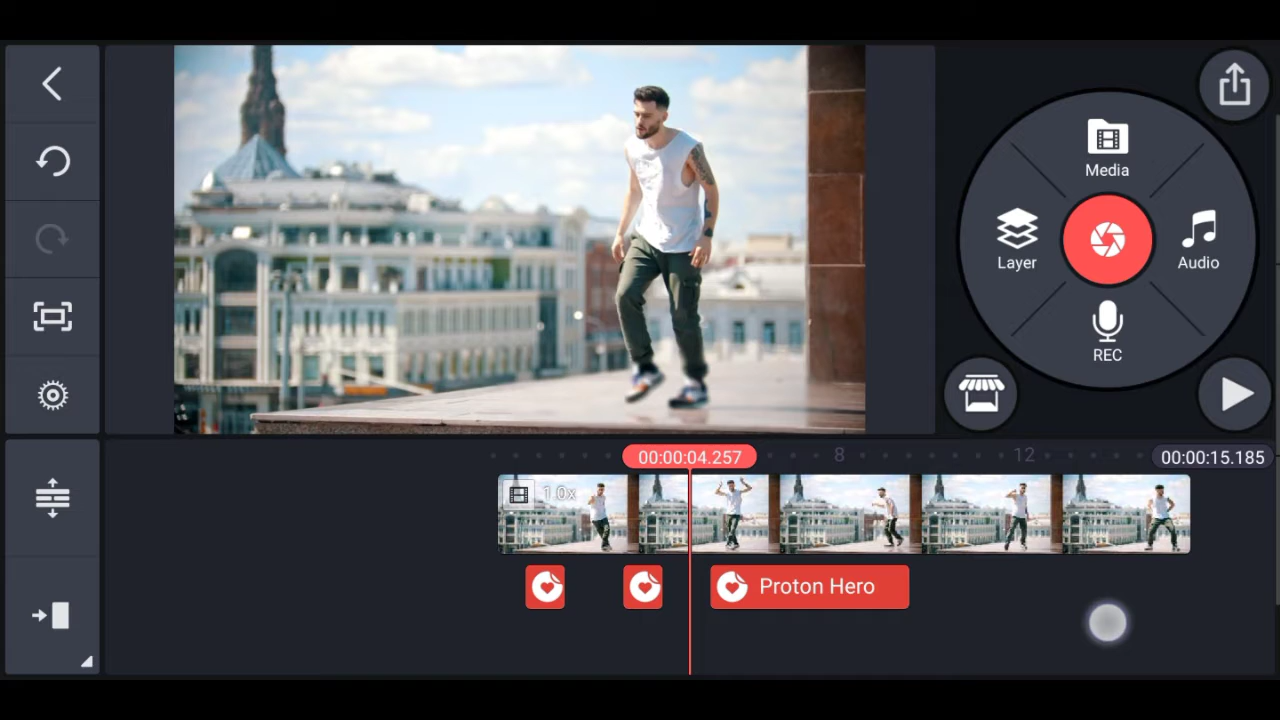 Media
Layer
Audio
REC
00:00:04.257
8
12
00:00:15.185
1.0x
Proton Hero